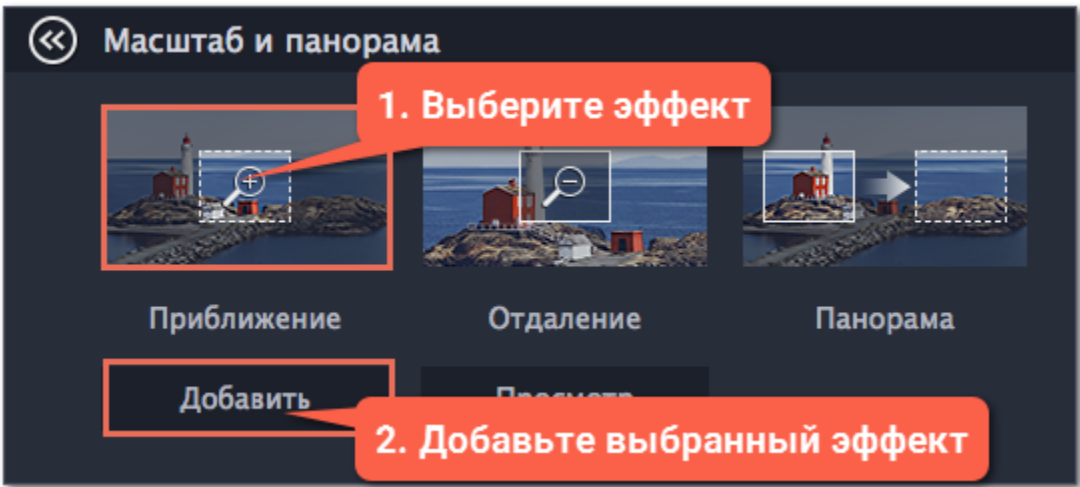 Масштаб и панорама
1. Выберите эффект
Приближение
Отдаление
Панорама
Добавить
2. Добавьте выбранный эффект